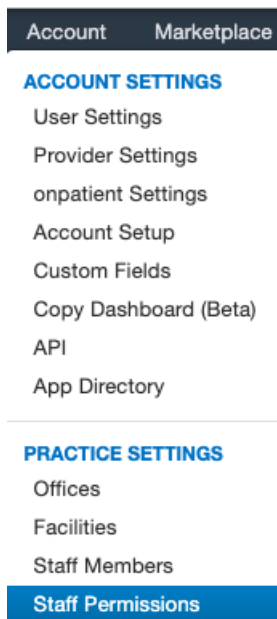 Account Marketplace
ACCOUNT SETTINGS
User Settings
Provider Settings
onpatient Settings
Account Setup
Custom Fields
Copy Dashboard (Beta)
API
App Directory
PRACTICE SETTINGS
Offices
Facilities
Staff Members
Staff Permissions